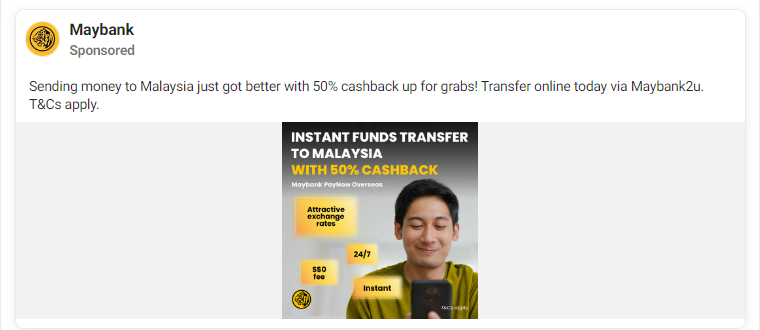 Maybank
Sponsored
Sending money to Malaysia just got better with 50% cashback up for grabs! Transfer online today via Maybank2u.
T&Cs apply.
INSTANT FUNDS TRANSFER
TO MALAYSIA
WITH 50% CASHBACK
Maybank PayNow Overseas
Attractive
exchange
rates
24/7
S$0
fee
Instant
T&Cs apply.